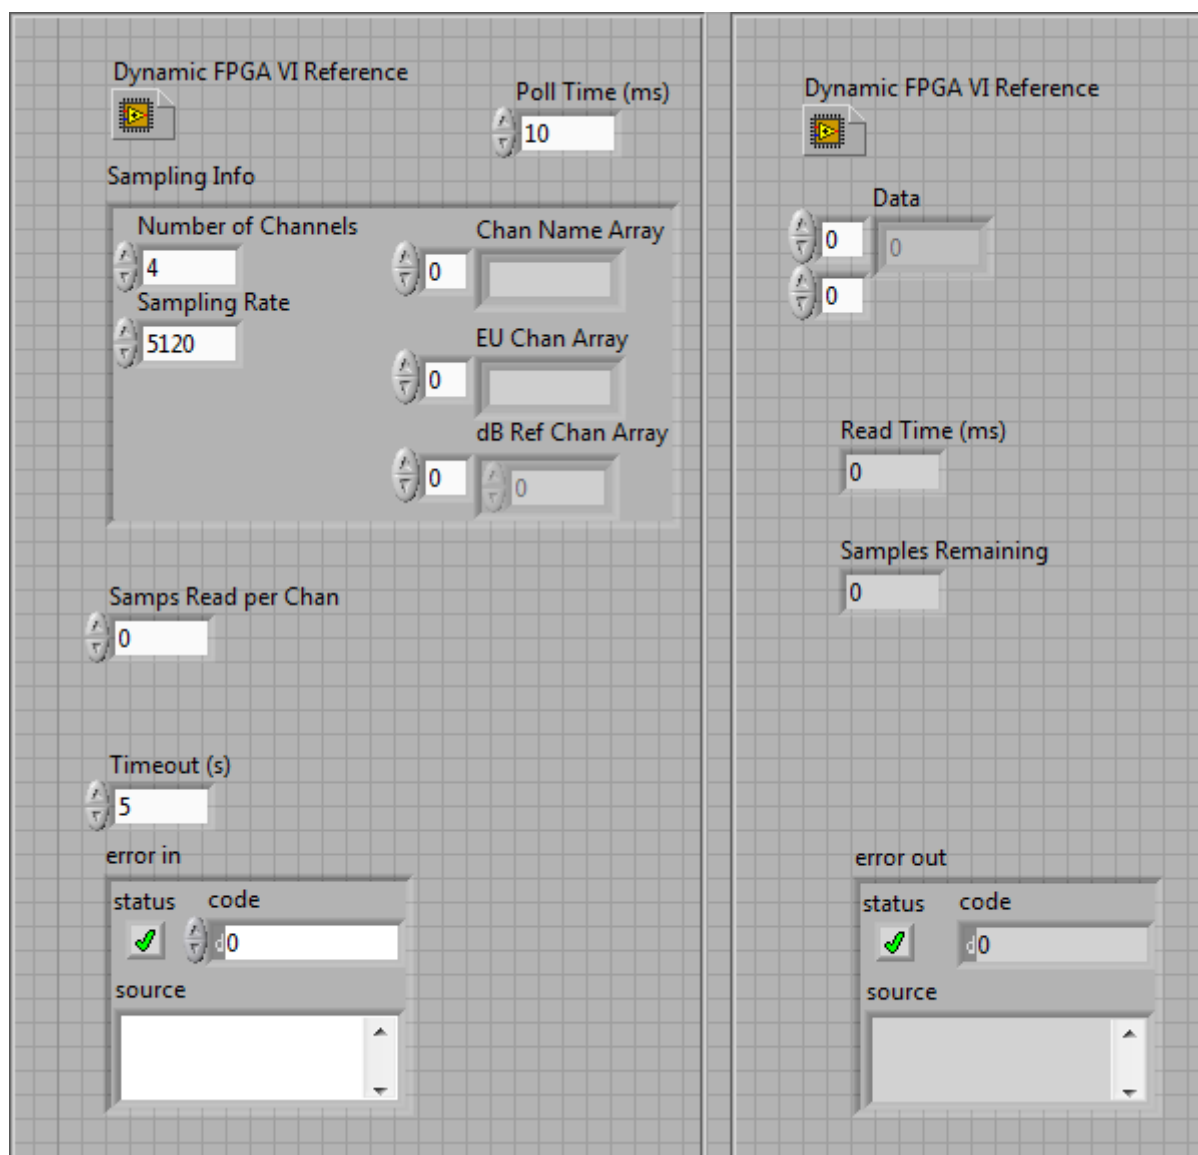 Dynamic FPGA VI Reference
Poll Time (ms)
10
Sampling Info
Number of Channels
4
Sampling Rate
5120
Chan Name Array
0
EU Chan Array
0
dB Ref Chan Array
0
0
Samps Read per Chan
0
Timeout (s)
5
error in
status
code
d0
source
Dynamic FPGA VI Reference
Data
0
0
0
Read Time (ms)
0
Samples Remaining
0
error out
status
code
d0
source